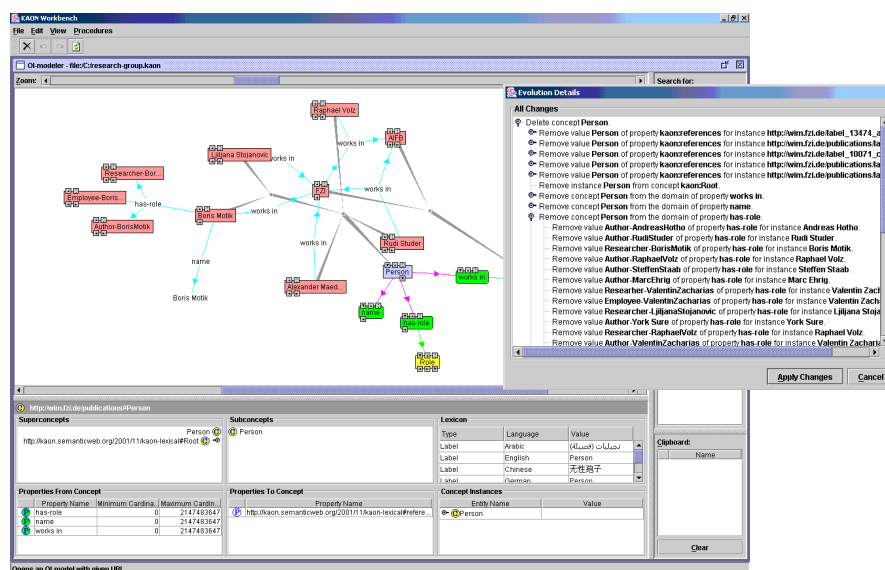 KAON Workbench
File Edit View Procedures
OI-modeler - file:C:/research-group.kaon
Zoom:
Search for:
Raphael Volz
works in
AIFB
Liljana Stojanovic
works in
Researcher-Bor...
FZI
works in
Employee-Boris...
has-role
Boris Motik
works in
Author-BorisMotik
works in
Rudi Studer
name
Person
works in
Alexander Maed...
Boris Motik
name
has-role
Role
Evolution Details
All Changes
Delete concept Person.
Remove value Person of property kaon:references for instance http://wim.fzi.de/label_13474_a
Remove value Person of property kaon:references for instance http://wim.fzi.de/publications/la
Remove value Person of property kaon:references for instance http://wim.fzi.de/label_10071_c
Remove value Person of property kaon:references for instance http://wim.fzi.de/publications/la
Remove value Person of property kaon:references for instance http://wim.fzi.de/publications/la
Remove instance Person from concept kaon:Root.
Remove concept Person from the domain of property works in.
Remove concept Person from the domain of property name.
Remove concept Person from the domain of property has-role.
Remove value Author-AndreasHotho of property has-role for instance Andreas Hotho.
Remove value Author-RudiStuder of property has-role for instance Rudi Studer.
Remove value Researcher-BorisMotik of property has-role for instance Boris Motik.
Remove value Author-RaphaelVolz of property has-role for instance Raphael Volz.
Remove value Author-SteffenStaab of property has-role for instance Steffen Staab.
Remove value Author-MarcEhrig of property has-role for instance Marc Ehrig.
Remove value Researcher-ValentinZacharias of property has-role for instance Valentin Zach
Remove value Employee-ValentinZacharias of property has-role for instance Valentin Zach
Remove value Researcher-LjiljanaStojanovic of property has-role for instance Ljiljana Stoja
Remove value Author-York Sure of property has-role for instance York Sure.
Remove value Researcher-RaphaelVolz of property has-role for instance Raphael Volz.
Remove value Author-ValentinZacharias of property has-role for instance Valentin Zacharia
Apply Changes Cancel
http://wim.fzi.de/publications#Person
Superconcepts
Person
http://kaon.semanticweb.org/2001/11/kaon-lexical#Root
Subconcepts
Person
Lexicon
Type Language Value
Label Arabic تجيليات (فصيلة)
Label English Person
Label Chinese 无性孢子
Label German Person
Properties From Concept
Property Name Minimum Cardina... Maximum Cardin...
has-role 0 2147483647
name 0 2147483647
works in 0 2147483647
Properties To Concept
Property Name
http://kaon.semanticweb.org/2001/11/kaon-lexical#refere...
Concept Instances
Entity Name Value
Person
Clipboard:
Name
Clear
Opens an OI model with given URI